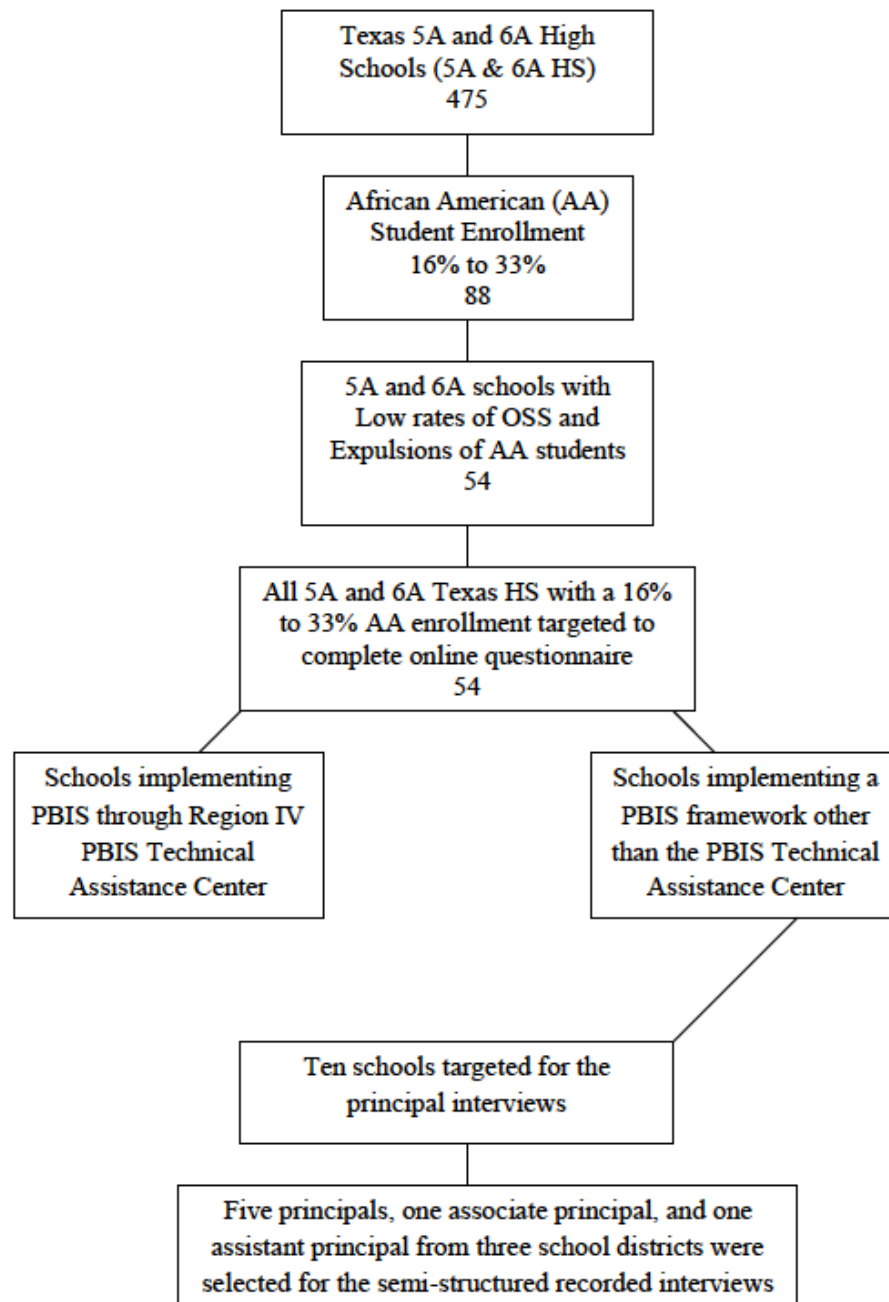 Texas 5A and 6A High
Schools (5A & 6A HS)
475
African American (AA)
Student Enrollment
16% to 33%
88
5A and 6A schools with
Low rates of OSS and
Expulsions of AA students
54
All 5A and 6A Texas HS with a 16%
to 33% AA enrollment targeted to
complete online questionnaire
54
Schools implementing
PBIS through Region IV
PBIS Technical
Assistance Center
Schools implementing a
PBIS framework other
than the PBIS Technical
Assistance Center
Ten schools targeted for the
principal interviews
Five principals, one associate principal, and one
assistant principal from three school districts were
selected for the semi-structured recorded interviews